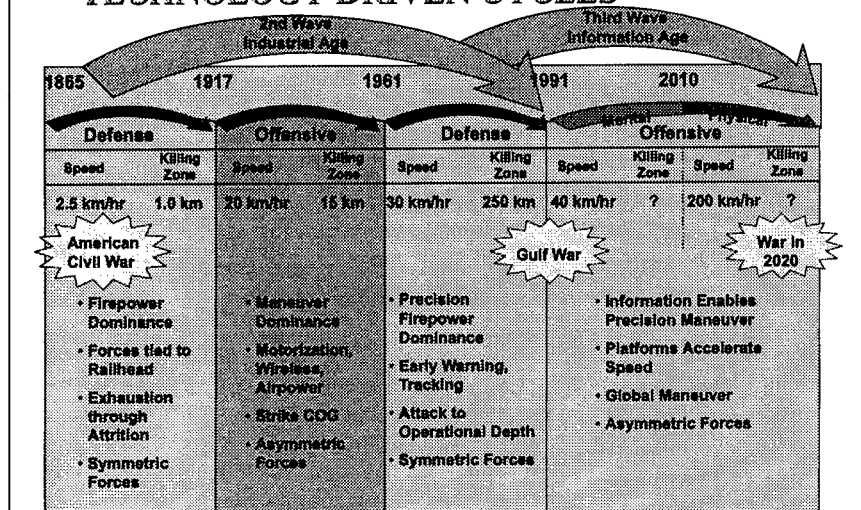 TECHNOLOGY DRIVEN CYCLES
2nd Wave
Industrial Age
Third Wave
Information Age
1865
1917
1961
1991
2010
Mental
Physical
Defense
Offensive
Defense
Offensive
Speed
Killing
Zone
Speed
Killing
Zone
Speed
Killing
Zone
Speed
Killing
Zone
Speed
Killing
Zone
2.5 km/hr
1.0 km
20 km/hr
15 km
30 km/hr
250 km
40 km/hr
?
200 km/hr
?
American
Civil War
Gulf War
War in
2020
• Firepower
Dominance
• Forces tied to
Railhead
• Exhaustion
through
Attrition
• Symmetric
Forces
• Maneuver
Dominance
• Motorization,
Wireless,
Airpower
• Strike COG
• Asymmetric
Forces
• Precision
Firepower
Dominance
• Early Warning,
Tracking
• Attack to
Operational Depth
• Symmetric Forces
• Information Enables
Precision Maneuver
• Platforms Accelerate
Speed
• Global Maneuver
• Asymmetric Forces